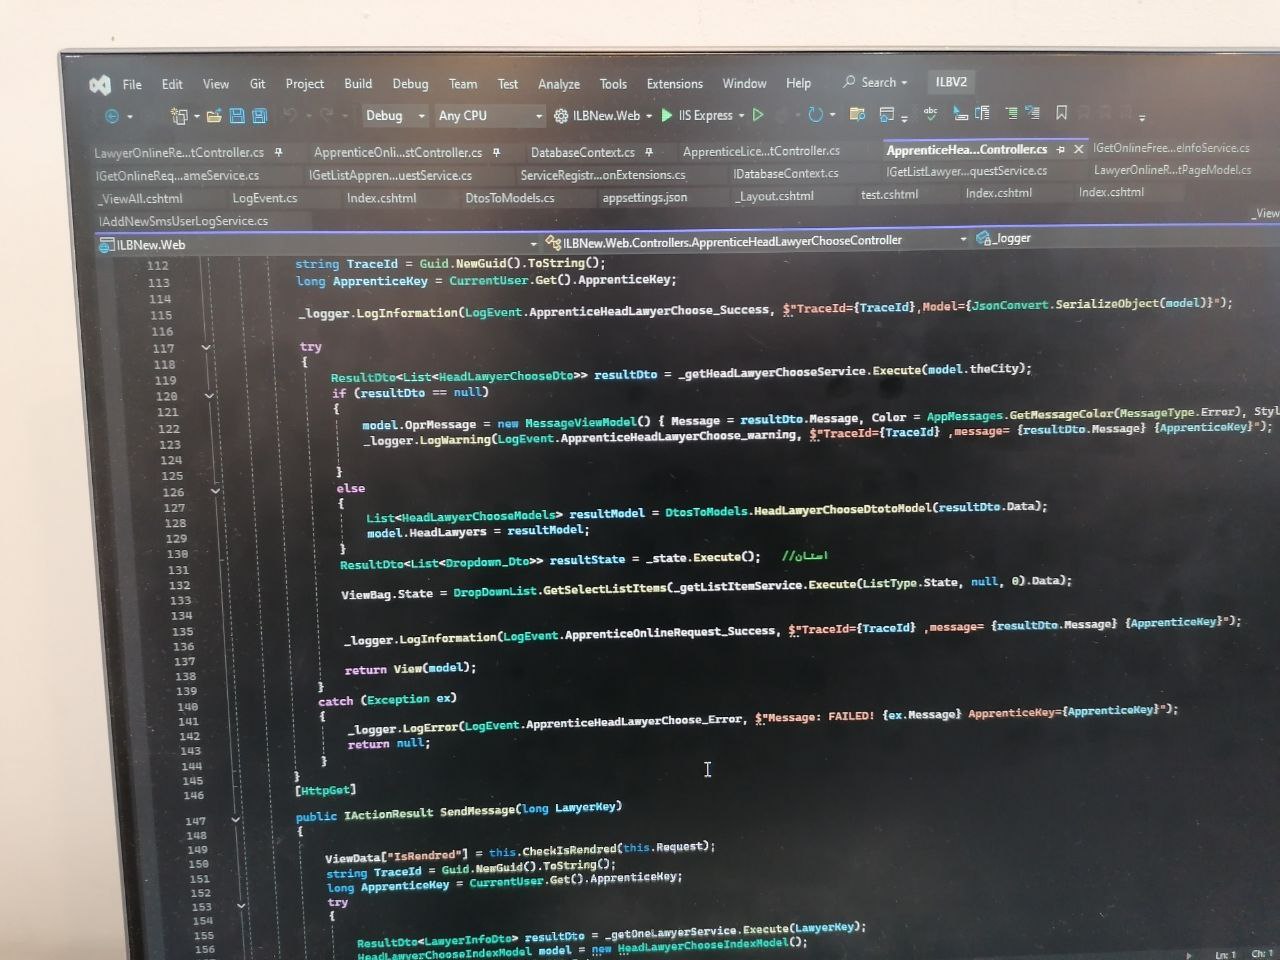 File Edit View Git Project Build Debug Team Test Analyze Tools Extensions Window Help Search ILBV2
Debug Any CPU ILBNew.Web IIS Express
LawyerOnlineRe...tController.cs ApprenticeOnli...stController.cs DatabaseContext.cs ApprenticeLice...tController.cs ApprenticeHea...Controller.cs IGetOnlineFree...eInfoService.cs
IGetOnlineReq...ameService.cs IGetListAppren...uestService.cs ServiceRegistr...onExtensions.cs IDatabaseContext.cs IGetListLawyer...questService.cs LawyerOnlineR...tPageModel.cs
_ViewAll.cshtml LogEvent.cs Index.cshtml DtosToModels.cs appsettings.json _Layout.cshtml test.cshtml Index.cshtml Index.cshtml
IAddNewSmsUserLogService.cs _View
ILBNew.Web ILBNew.Web.Controllers.ApprenticeHeadLawyerChooseController _logger
112 string TraceId = Guid.NewGuid().ToString();
113 long ApprenticeKey = CurrentUser.Get().ApprenticeKey;
114
115 _logger.LogInformation(LogEvent.ApprenticeHeadLawyerChoose_Success, $"TraceId={TraceId},Model={JsonConvert.SerializeObject(model)}");
116
117 try
118 {
119 ResultDto<List<HeadLawyerChooseDto>> resultDto = _getHeadLawyerChooseService.Execute(model.theCity);
120 if (resultDto == null)
121 {
122 model.OprMessage = new MessageViewModel() { Message = resultDto.Message, Color = AppMessages.GetMessageColor(MessageType.Error), Styl
123 _logger.LogWarning(LogEvent.ApprenticeHeadLawyerChoose_warning, $"TraceId={TraceId} ,message= {resultDto.Message} {ApprenticeKey}");
124
125 }
126 else
127 {
128 List<HeadLawyerChooseModels> resultModel = DtosToModels.HeadLawyerChooseDtotoModel(resultDto.Data);
129 model.HeadLawyers = resultModel;
130 }
131 ResultDto<List<Dropdown_Dto>> resultState = _state.Execute(); //استان
132
133 ViewBag.State = DropDownList.GetSelectListItems(_getListItemService.Execute(ListType.State, null, 0).Data);
134
135
136 _logger.LogInformation(LogEvent.ApprenticeOnlineRequest_Success, $"TraceId={TraceId} ,message= {resultDto.Message} {ApprenticeKey}");
137
138 return View(model);
139 }
140 catch (Exception ex)
141 {
142 _logger.LogError(LogEvent.ApprenticeHeadLawyerChoose_Error, $"Message: FAILED! {ex.Message} ApprenticeKey={ApprenticeKey}");
143 return null;
144 }
145 }
146 [HttpGet]
147 public IActionResult SendMessage(long LawyerKey)
148 {
149
150 ViewData["IsRendred"] = this.CheckIsRendred(this.Request);
151 string TraceId = Guid.NewGuid().ToString();
152 long ApprenticeKey = CurrentUser.Get().ApprenticeKey;
153 try
154 {
155 ResultDto<LawyerInfoDto> resultDto = _getOneLawyerService.Execute(LawyerKey);
156 HeadLawyerChooseIndexModel model = new HeadLawyerChooseIndexModel();
Ln: 1 Ch: 1